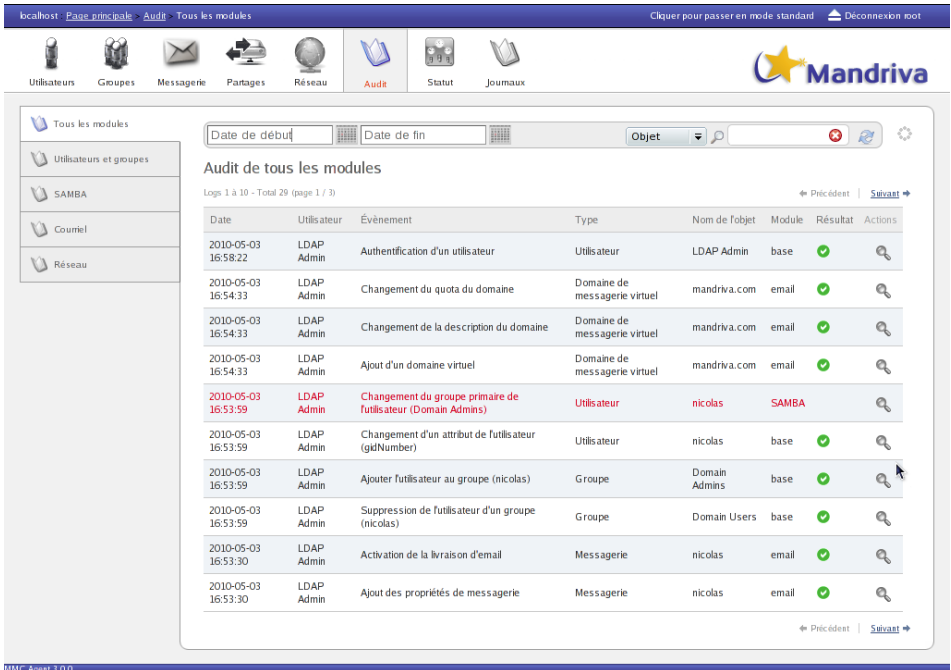 localhost Page principale > Audit > Tous les modules
Cliquer pour passer en mode standard Déconnexion root
Utilisateurs Groupes Messagerie Partages Réseau Audit Statut Journaux
Mandriva
Tous les modules
Utilisateurs et groupes
SAMBA
Courriel
Réseau
Date de début Date de fin Objet
Audit de tous les modules
Logs 1 à 10 - Total 29 (page 1 / 3) Précédent Suivant
Date Utilisateur Évènement Type Nom de l'objet Module Résultat Actions
2010-05-03 16:58:22 LDAP Admin Authentification d'un utilisateur Utilisateur LDAP Admin base
2010-05-03 16:54:33 LDAP Admin Changement du quota du domaine Domaine de messagerie virtuel mandriva.com email
2010-05-03 16:54:33 LDAP Admin Changement de la description du domaine Domaine de messagerie virtuel mandriva.com email
2010-05-03 16:54:33 LDAP Admin Ajout d'un domaine virtuel Domaine de messagerie virtuel mandriva.com email
2010-05-03 16:53:59 LDAP Admin Changement du groupe primaire de l'utilisateur (Domain Admins) Utilisateur nicolas SAMBA
2010-05-03 16:53:59 LDAP Admin Changement d'un attribut de l'utilisateur (gidNumber) Utilisateur nicolas base
2010-05-03 16:53:59 LDAP Admin Ajouter l'utilisateur au groupe (nicolas) Groupe Domain Admins base
2010-05-03 16:53:59 LDAP Admin Suppression de l'utilisateur d'un groupe (nicolas) Groupe Domain Users base
2010-05-03 16:53:30 LDAP Admin Activation de la livraison d'email Messagerie nicolas email
2010-05-03 16:53:30 LDAP Admin Ajout des propriétés de messagerie Messagerie nicolas email
Précédent Suivant
MMC Agent 3.0.0